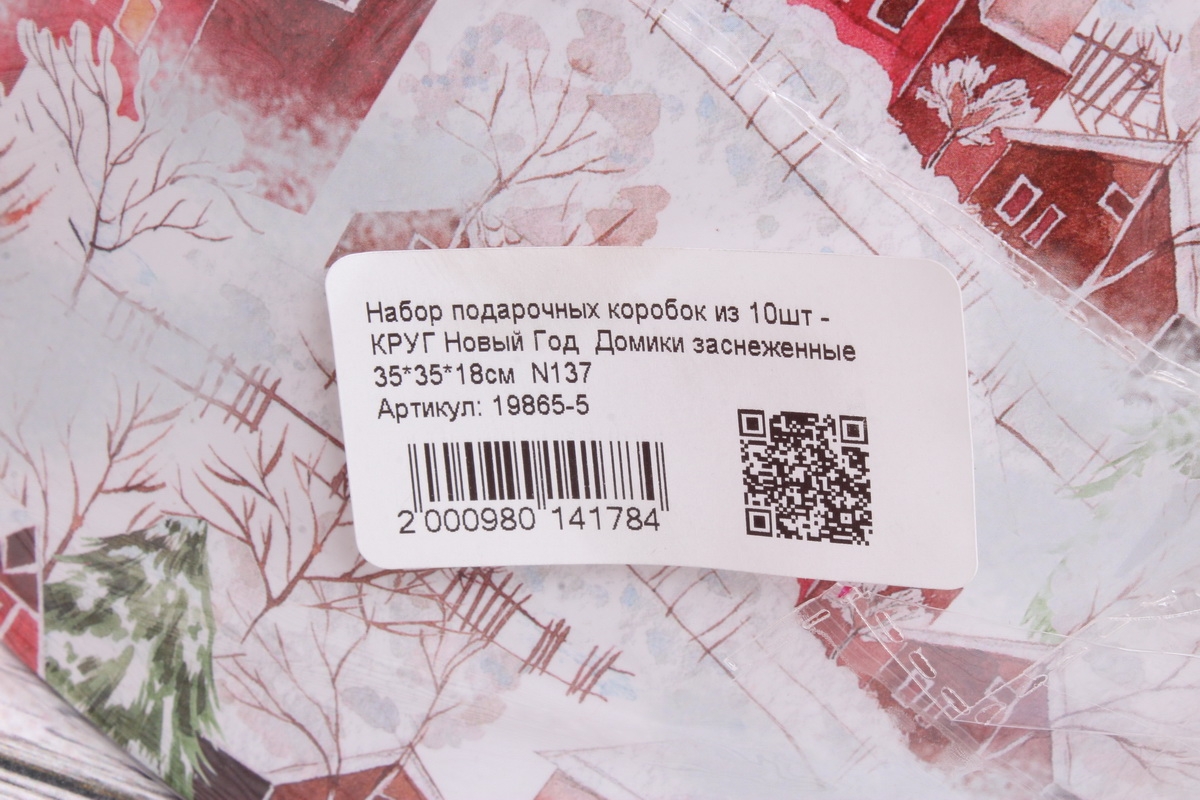 Набор подарочных коробок из 10шт -
КРУГ Новый Год  Домики заснеженные
35*35*18см  N137
Артикул: 19865-5
2 000980 141784